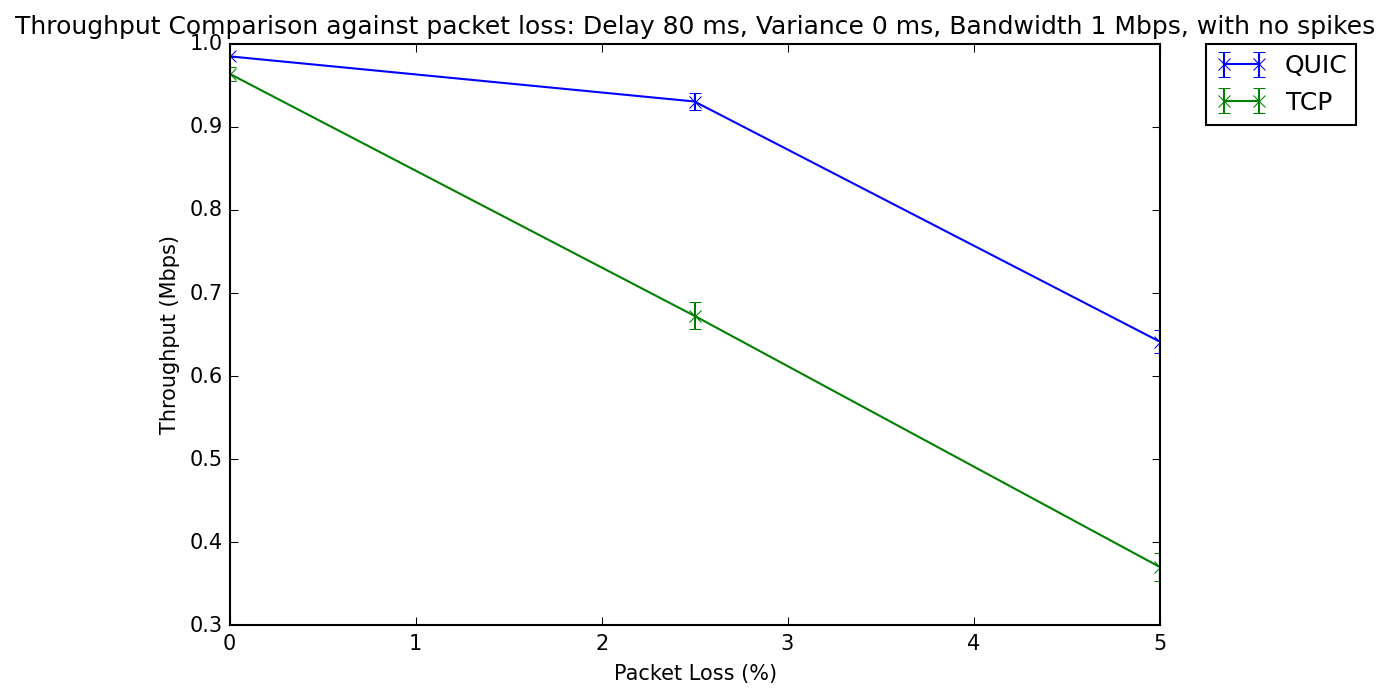 Throughput Comparison against packet loss: Delay 80 ms, Variance 0 ms, Bandwidth 1 Mbps, with no spikes
1.0
0.9
0.8
0.7
0.6
0.5
0.4
0.3
Throughput (Mbps)
0 1 2 3 4 5
Packet Loss (%)
QUIC
TCP